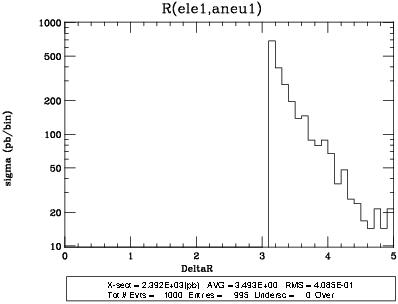 R(ele1,aneu1)
1000
500
200
100
50
20
10
sigma (pb/bin)
0 1 2 3 4 5
DeltaR
X-sect = 2.392E+03(pb) AVG = 3.493E+00 RMS = 4.085E-01
Tot # Evts = 1000 Entries = 995 Undersc = 0 Over